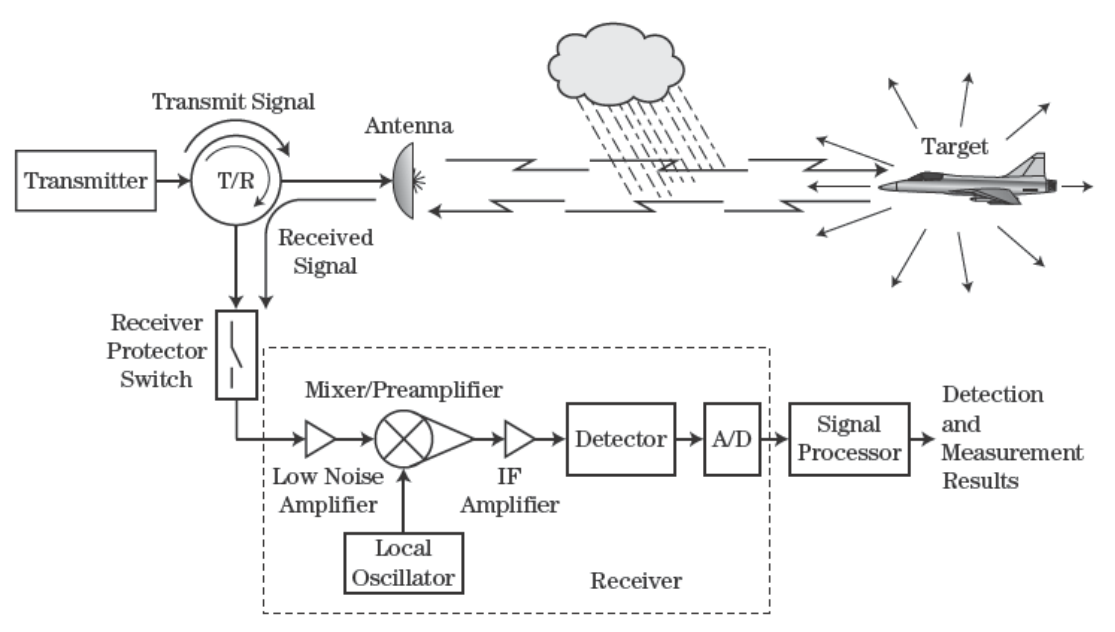 Transmit Signal
Antenna
Target
Transmitter
T/R
Received
Signal
Receiver
Protector
Switch
Mixer/Preamplifier
Low Noise
Amplifier
IF
Amplifier
Detector
A/D
Signal
Processor
Detection
and
Measurement
Results
Local
Oscillator
Receiver